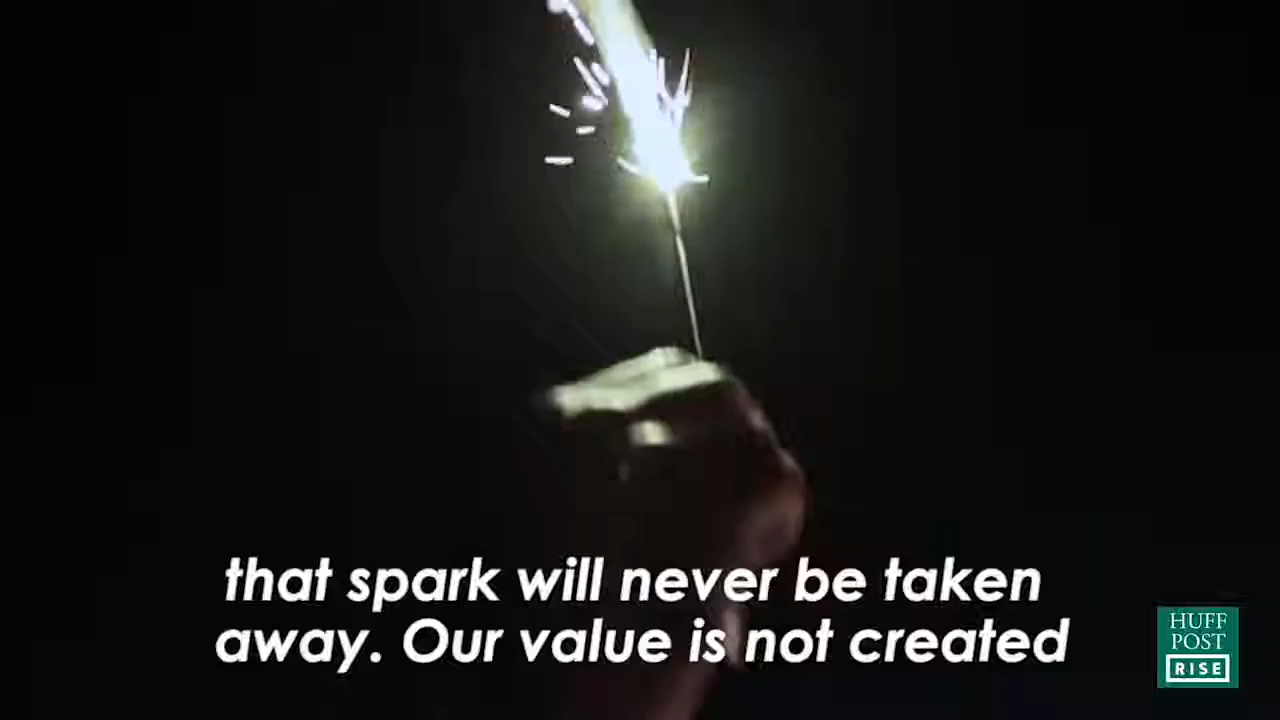 that spark will never be taken
away. Our value is not created
HUFF
POST
RISE